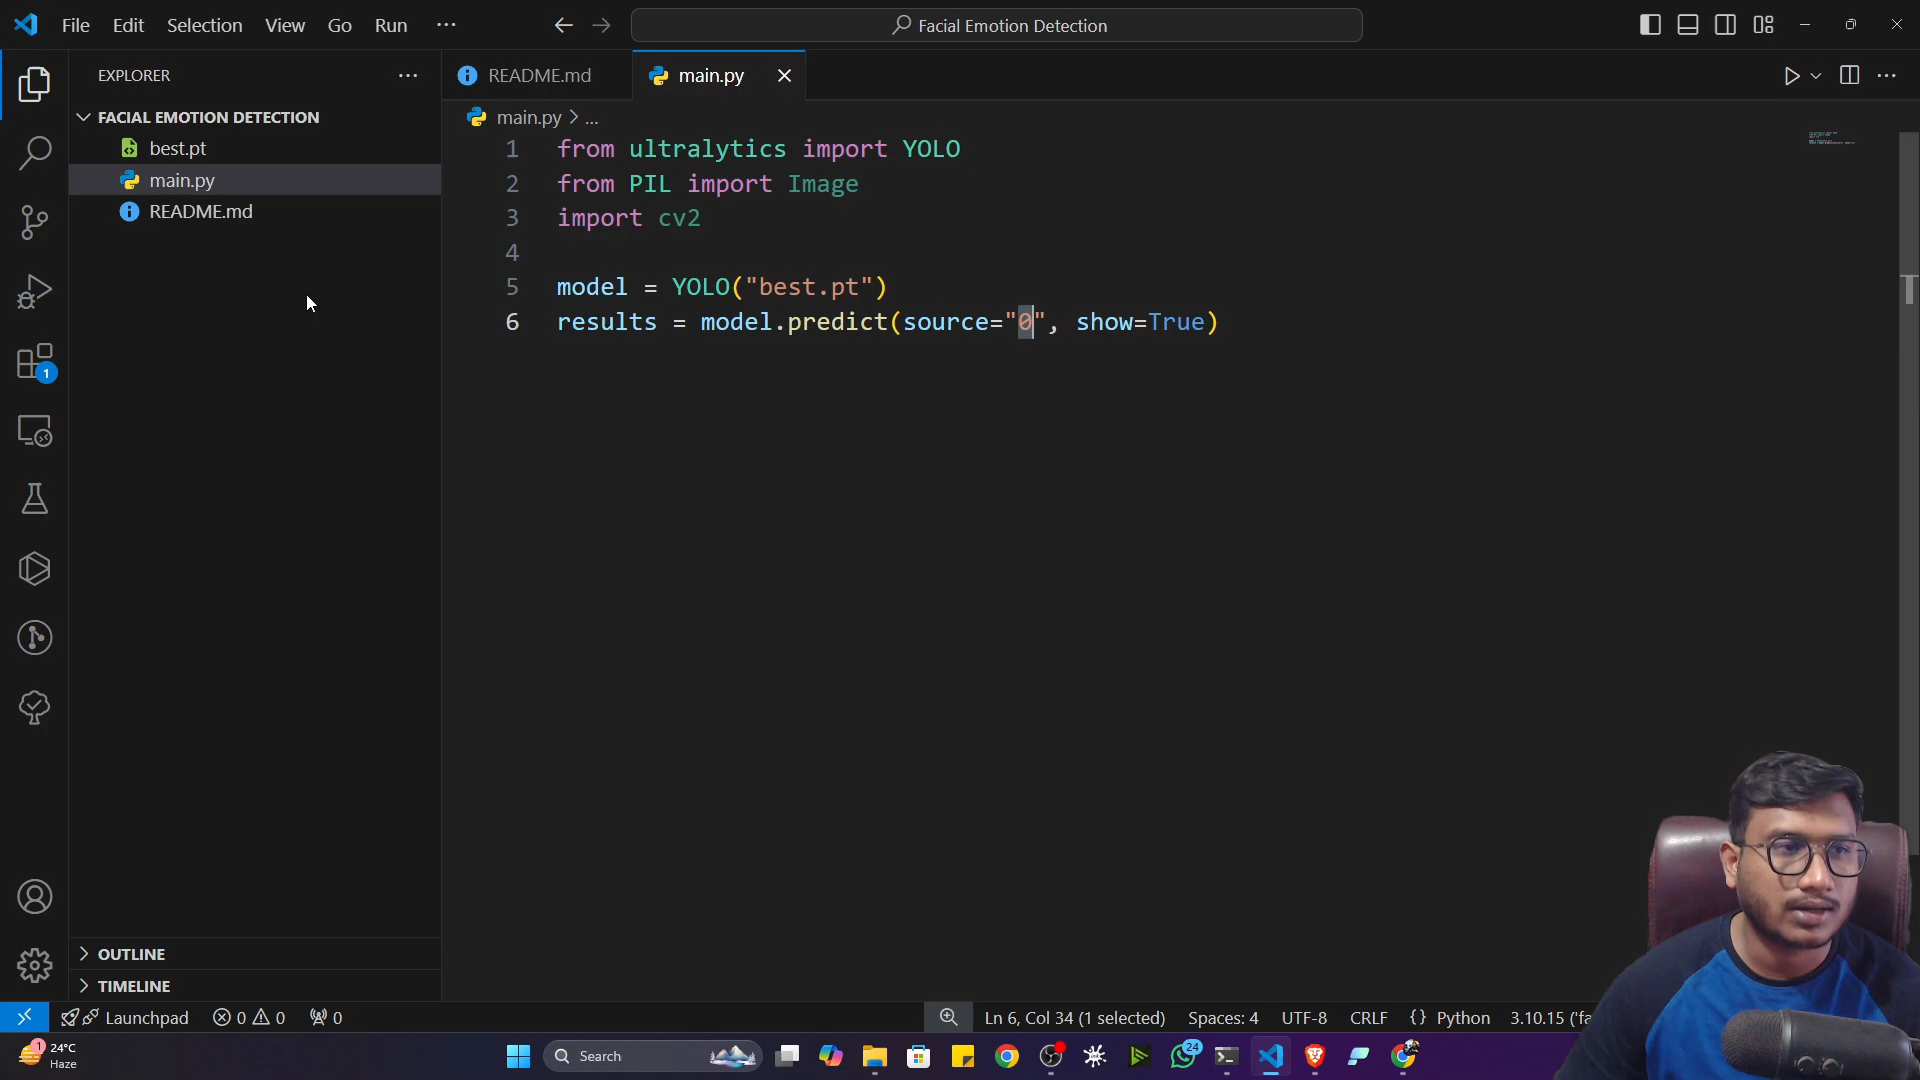 File Edit Selection View Go Run ···
Facial Emotion Detection
EXPLORER ···
README.md
main.py
FACIAL EMOTION DETECTION
main.py > ...
best.pt
main.py
README.md
1 from ultralytics import YOLO
2 from PIL import Image
3 import cv2
4
5 model = YOLO("best.pt")
6 results = model.predict(source="0", show=True)
1
OUTLINE
TIMELINE
Launchpad 0 0 0
Ln 6, Col 34 (1 selected) Spaces: 4 UTF-8 CRLF {} Python 3.10.15 ('fa
1
24°C
Haze
Search
24